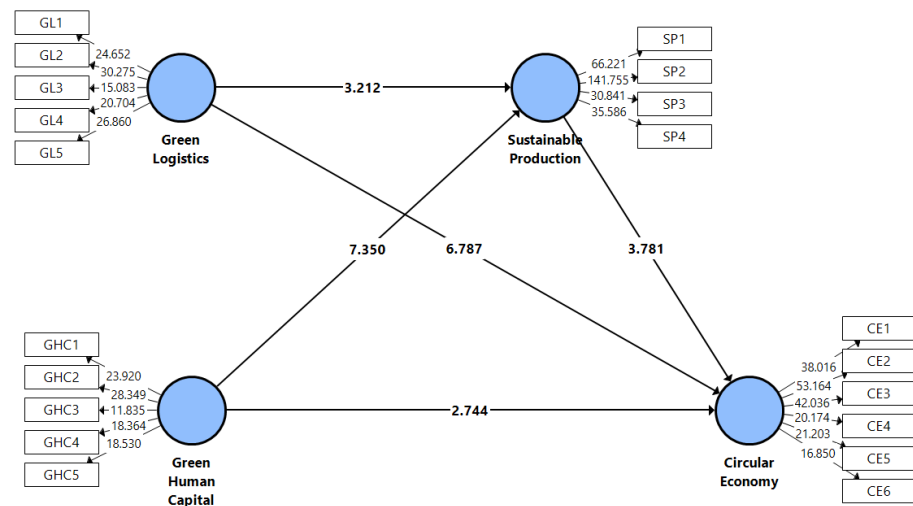 GL1
GL2
GL3
GL4
GL5
24.652
30.275
15.083
20.704
26.860
Green
Logistics
3.212
SP1
SP2
SP3
SP4
66.221
141.755
30.841
35.586
Sustainable
Production
7.350
6.787
3.781
GHC1
GHC2
GHC3
GHC4
GHC5
23.920
28.349
11.835
18.364
18.530
Green
Human
Capital
2.744
CE1
CE2
CE3
CE4
CE5
CE6
38.016
53.164
42.036
20.174
21.203
16.850
Circular
Economy